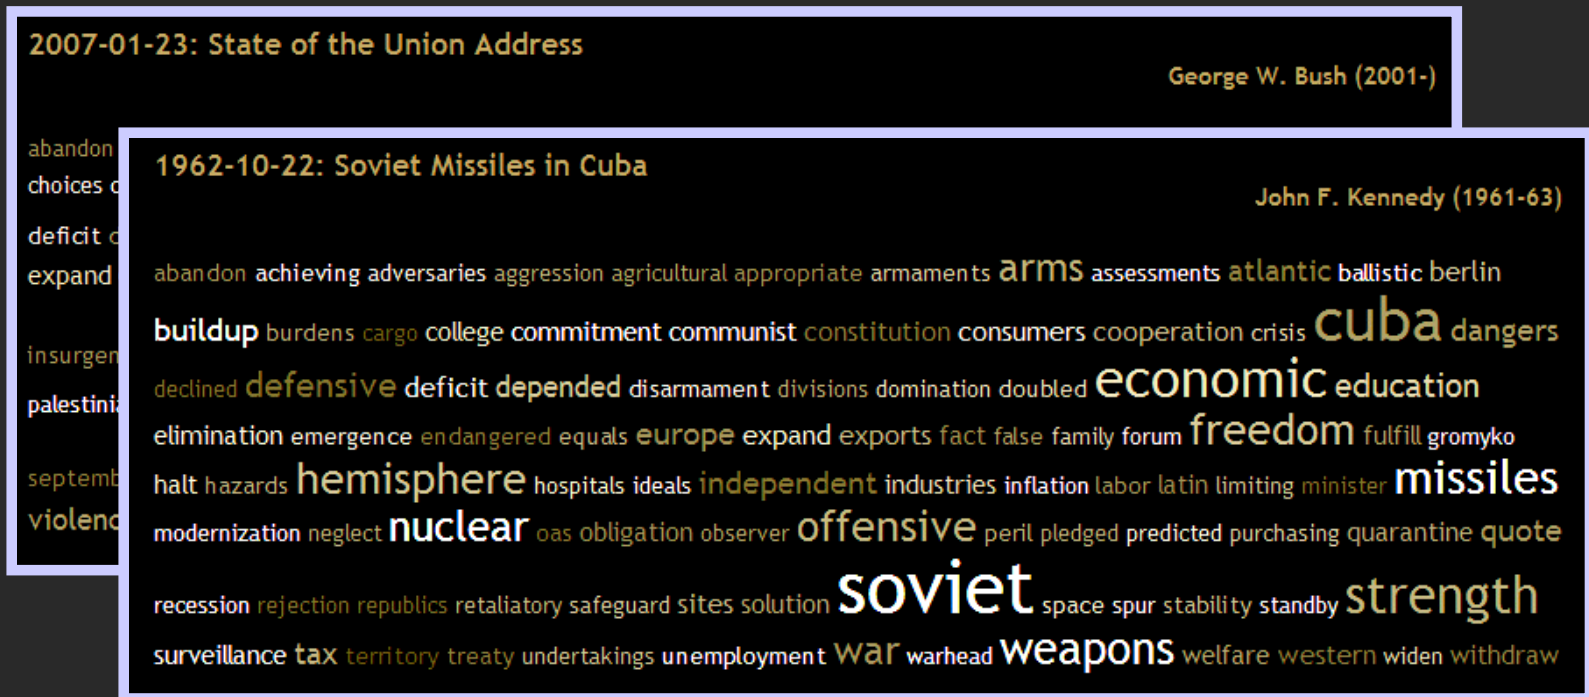 2007-01-23: State of the Union Address
George W. Bush (2001-)
abandon
choices
deficit
expand
1962-10-22: Soviet Missiles in Cuba
John F. Kennedy (1961-63)
abandon achieving adversaries aggression agricultural appropriate armaments arms assessments atlantic ballistic berlin
buildup burdens cargo college commitment communist constitution consumers cooperation crisis cuba dangers
declined defensive deficit depended disarmament divisions domination doubled economic education
elimination emergence endangered equals europe expand exports fact false family forum freedom fulfill gromyko
halt hazards hemisphere hospitals ideals independent industries inflation labor latin limiting minister missiles
modernization neglect nuclear oas obligation observer offensive peril pledged predicted purchasing quarantine quote
recession rejection republics retaliatory safeguard sites solution soviet space spur stability standby strength
surveillance tax territory treaty undertakings unemployment war warhead weapons welfare western widen withdraw